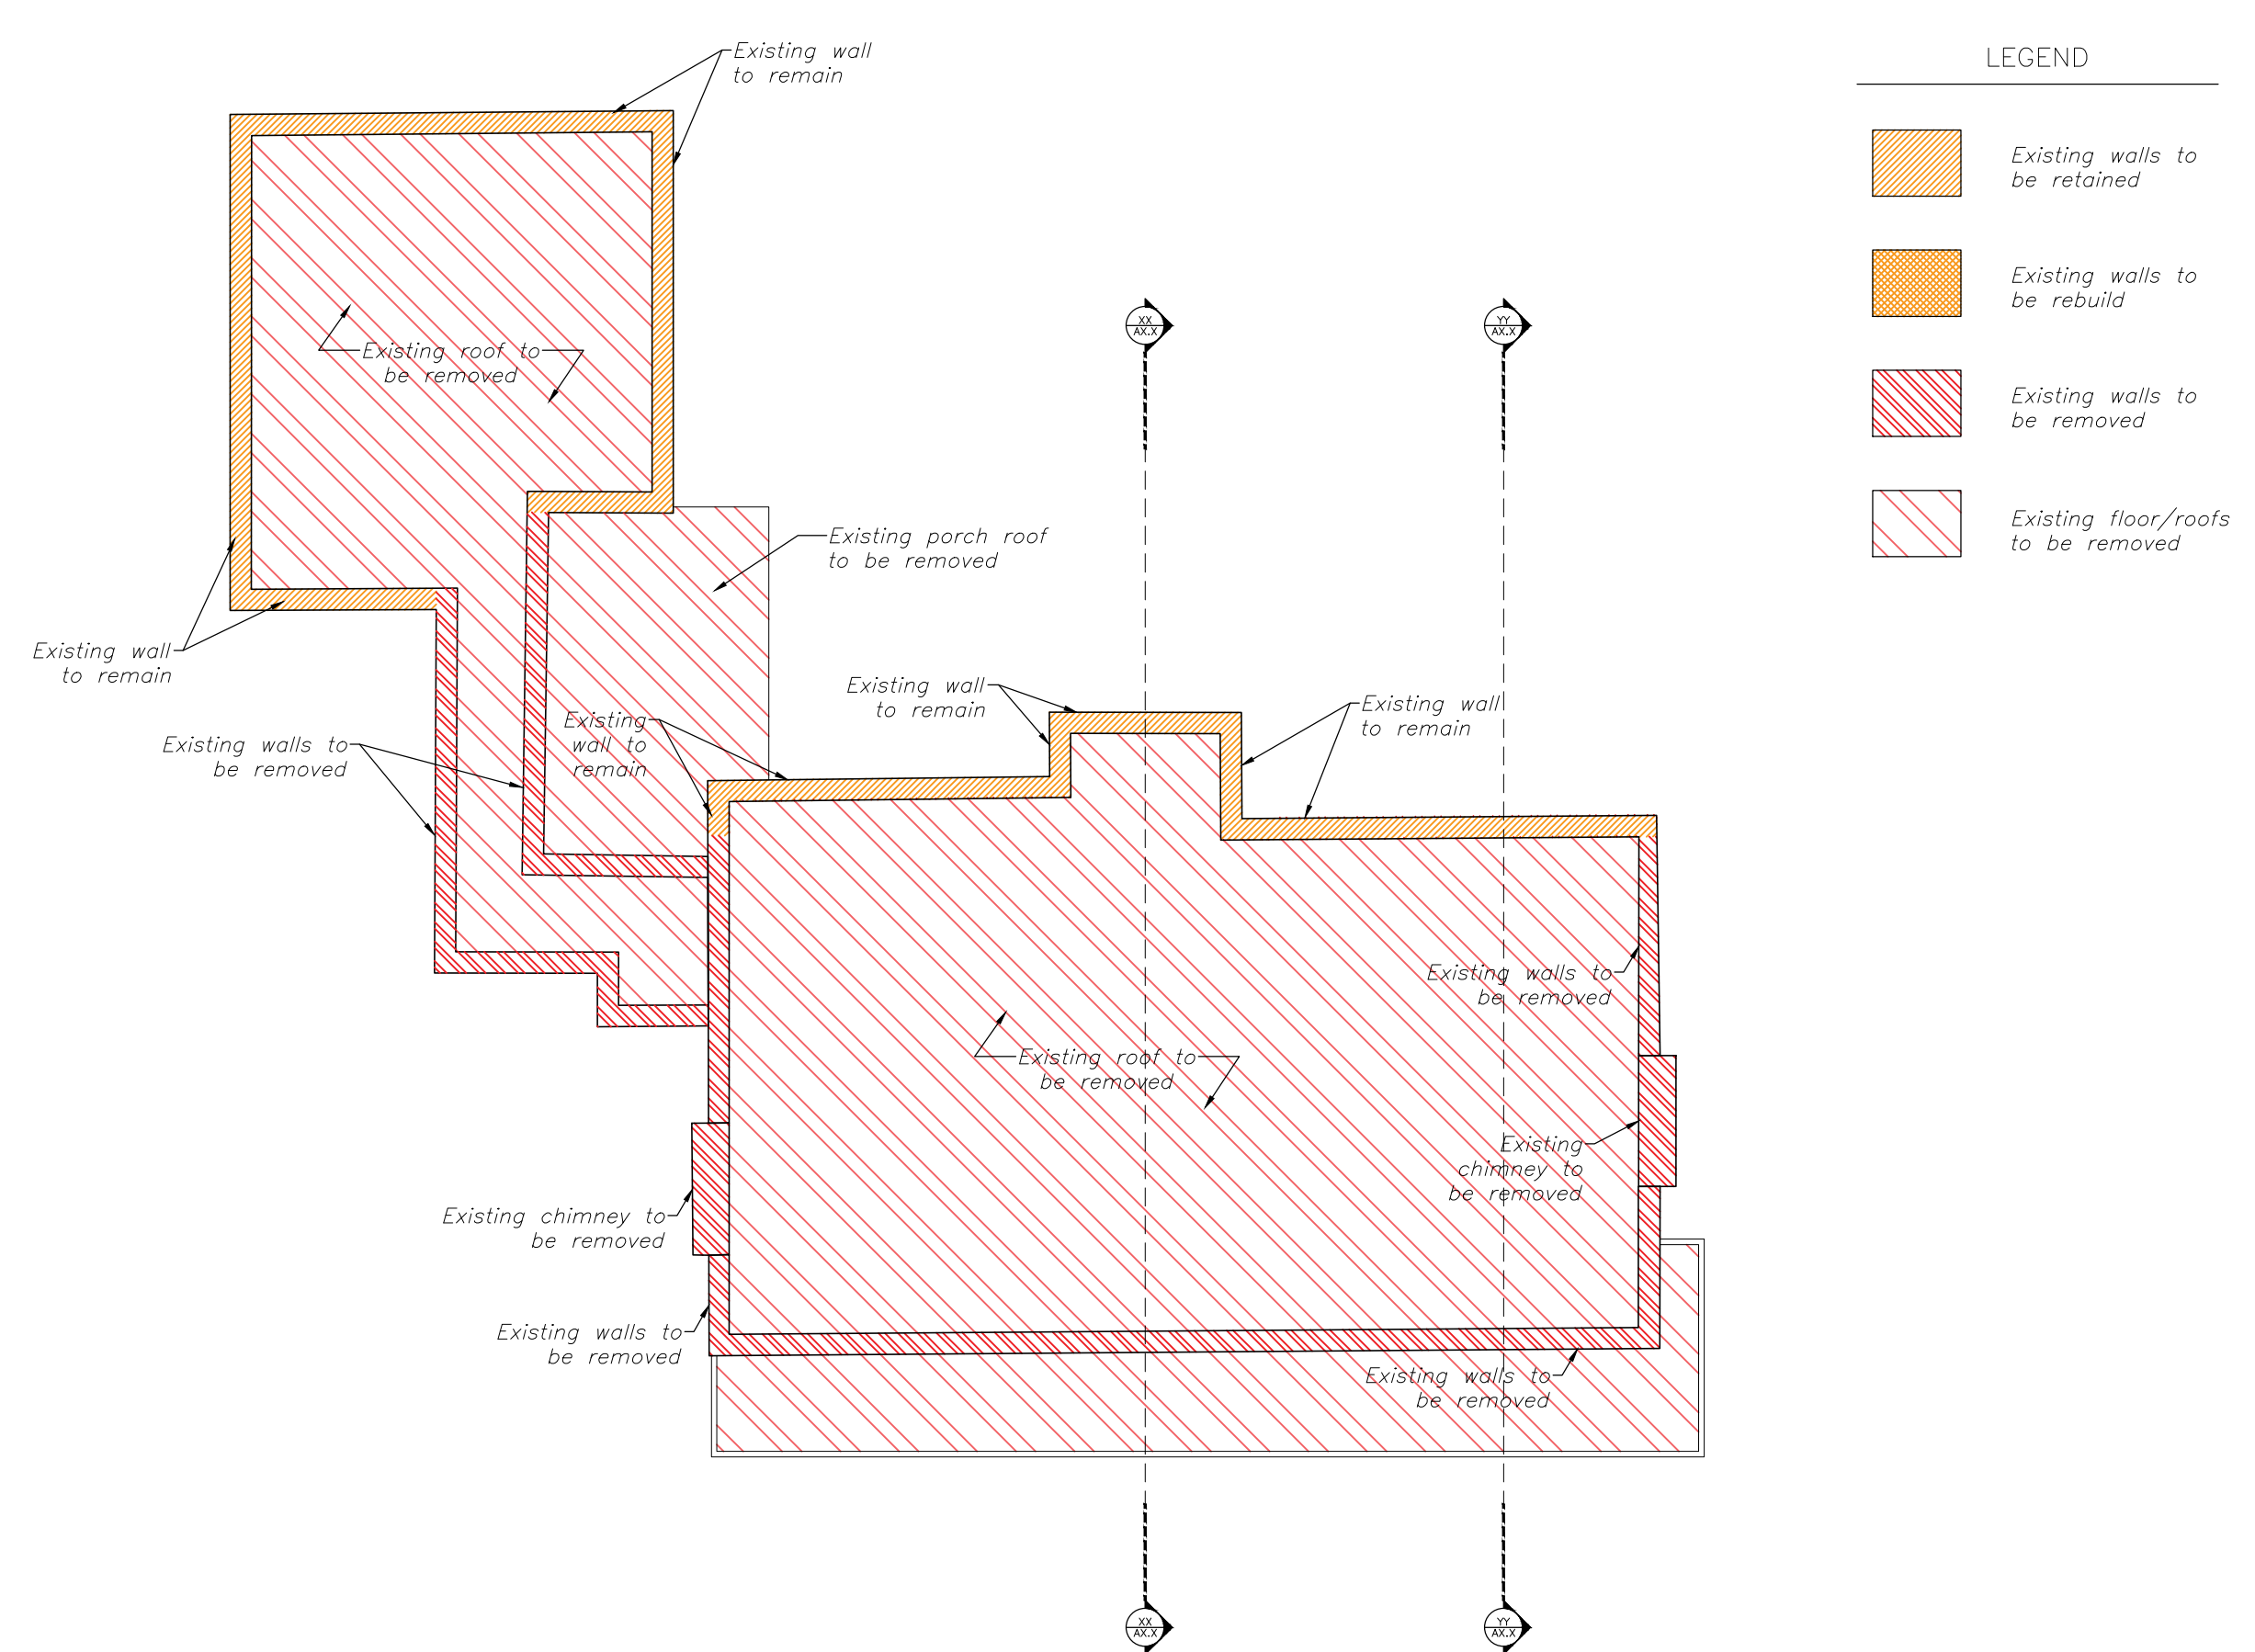 Existing wall
to remain
LEGEND
Existing walls to
be retained
Existing walls to
be rebuild
Existing walls to
be removed
Existing floor/roofs
to be removed
XX
AX.X
YY
AX.X
Existing roof to
be removed
Existing porch roof
to be removed
Existing wall
to remain
Existing wall
to remain
Existing wall
to remain
Existing
wall to
remain
Existing walls to
be removed
Existing walls to
be removed
Existing roof to
be removed
Existing
chimney to
be removed
Existing chimney to
be removed
Existing walls to
be removed
Existing walls to
be removed
XX
AX.X
YY
AX.X